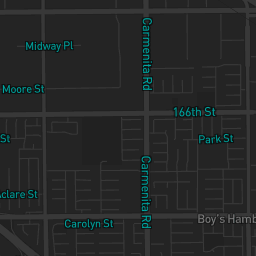 Carmenita Rd
Midway Pl
Moore St
166th St
St
Park St
Carmenita Rd
Aclare St
Carolyn St
Boy's Hamb